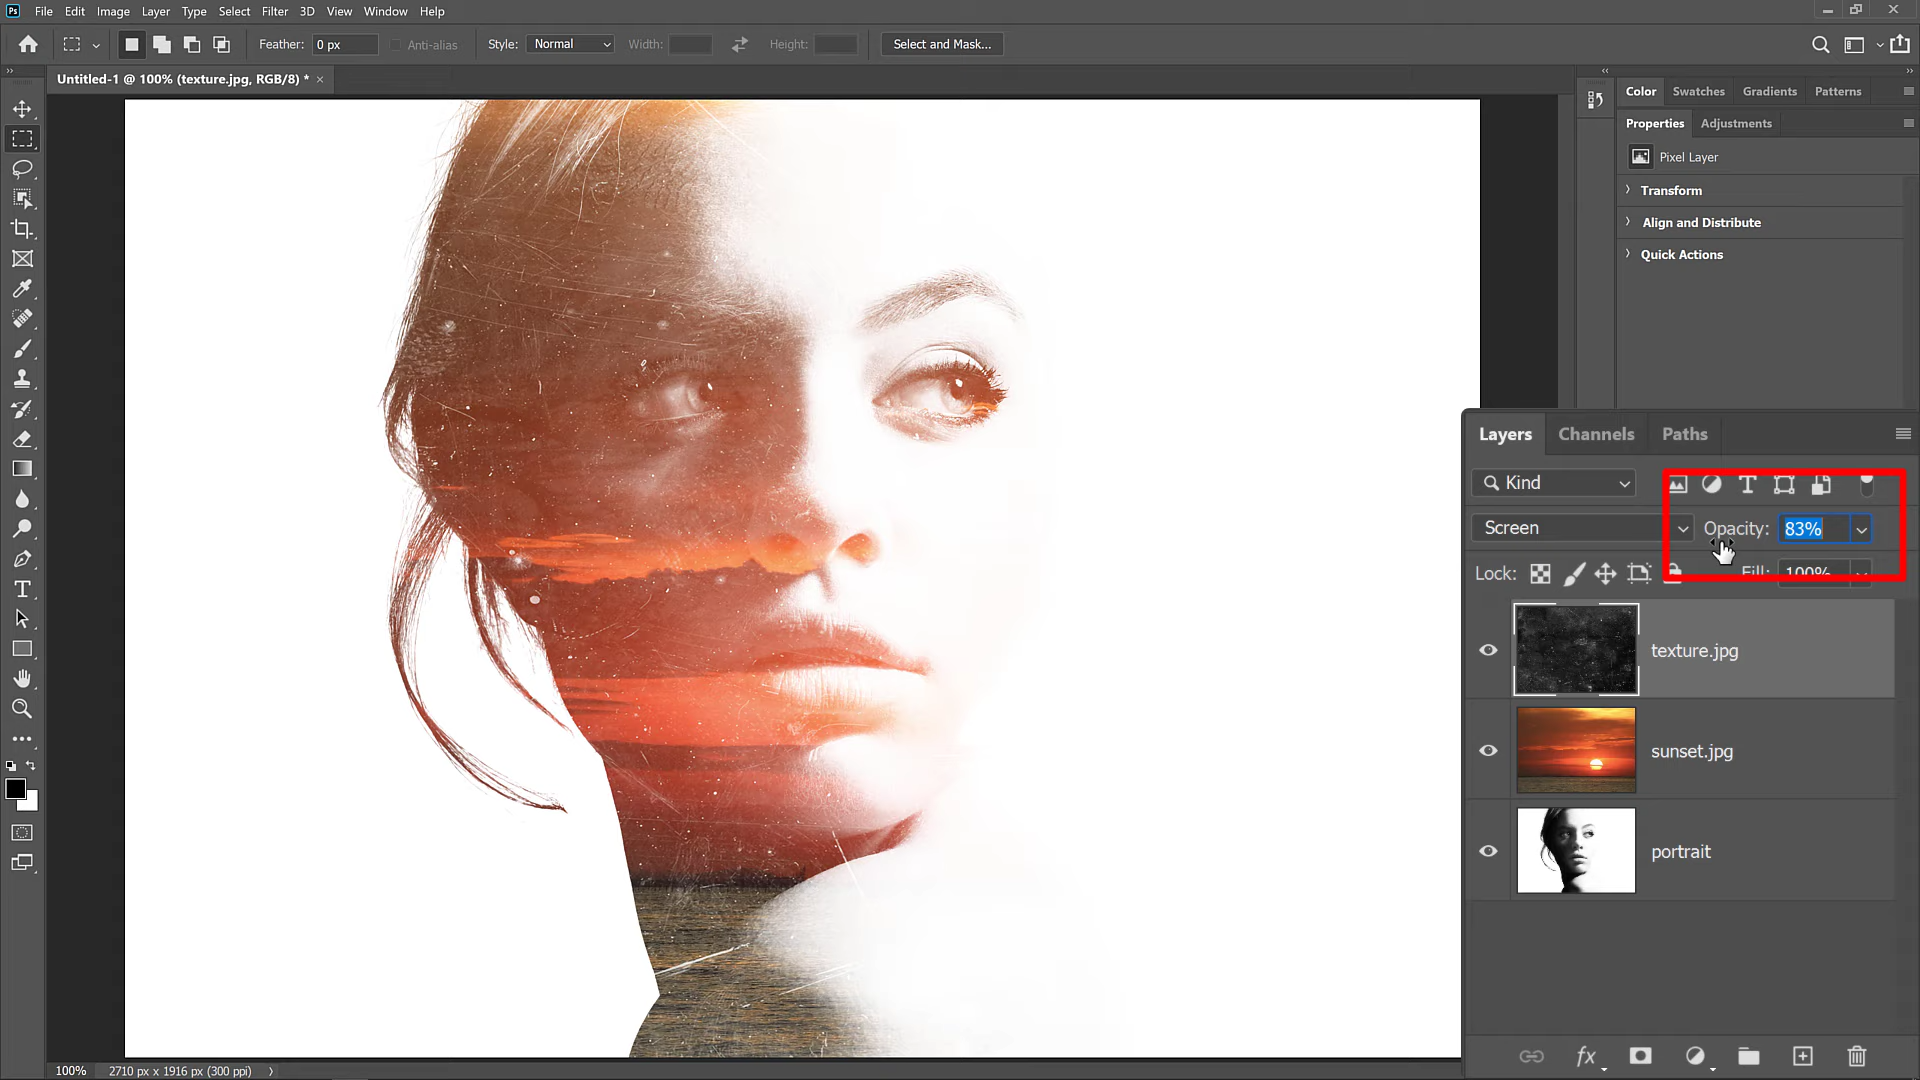 Ps File Edit Image Layer Type Select Filter 3D View Window Help
Feather: 0 px Anti-alias Style: Normal Width: Height: Select and Mask...
Untitled-1 @ 100% (texture.jpg, RGB/8) * ×
Color Swatches Gradients Patterns
Properties Adjustments
Pixel Layer
Transform
Align and Distribute
Quick Actions
Layers Channels Paths
Kind
Screen Opacity: 83%
Lock: Fill: 100%
texture.jpg
sunset.jpg
portrait
fx
100% 2710 px x 1916 px (300 ppi)